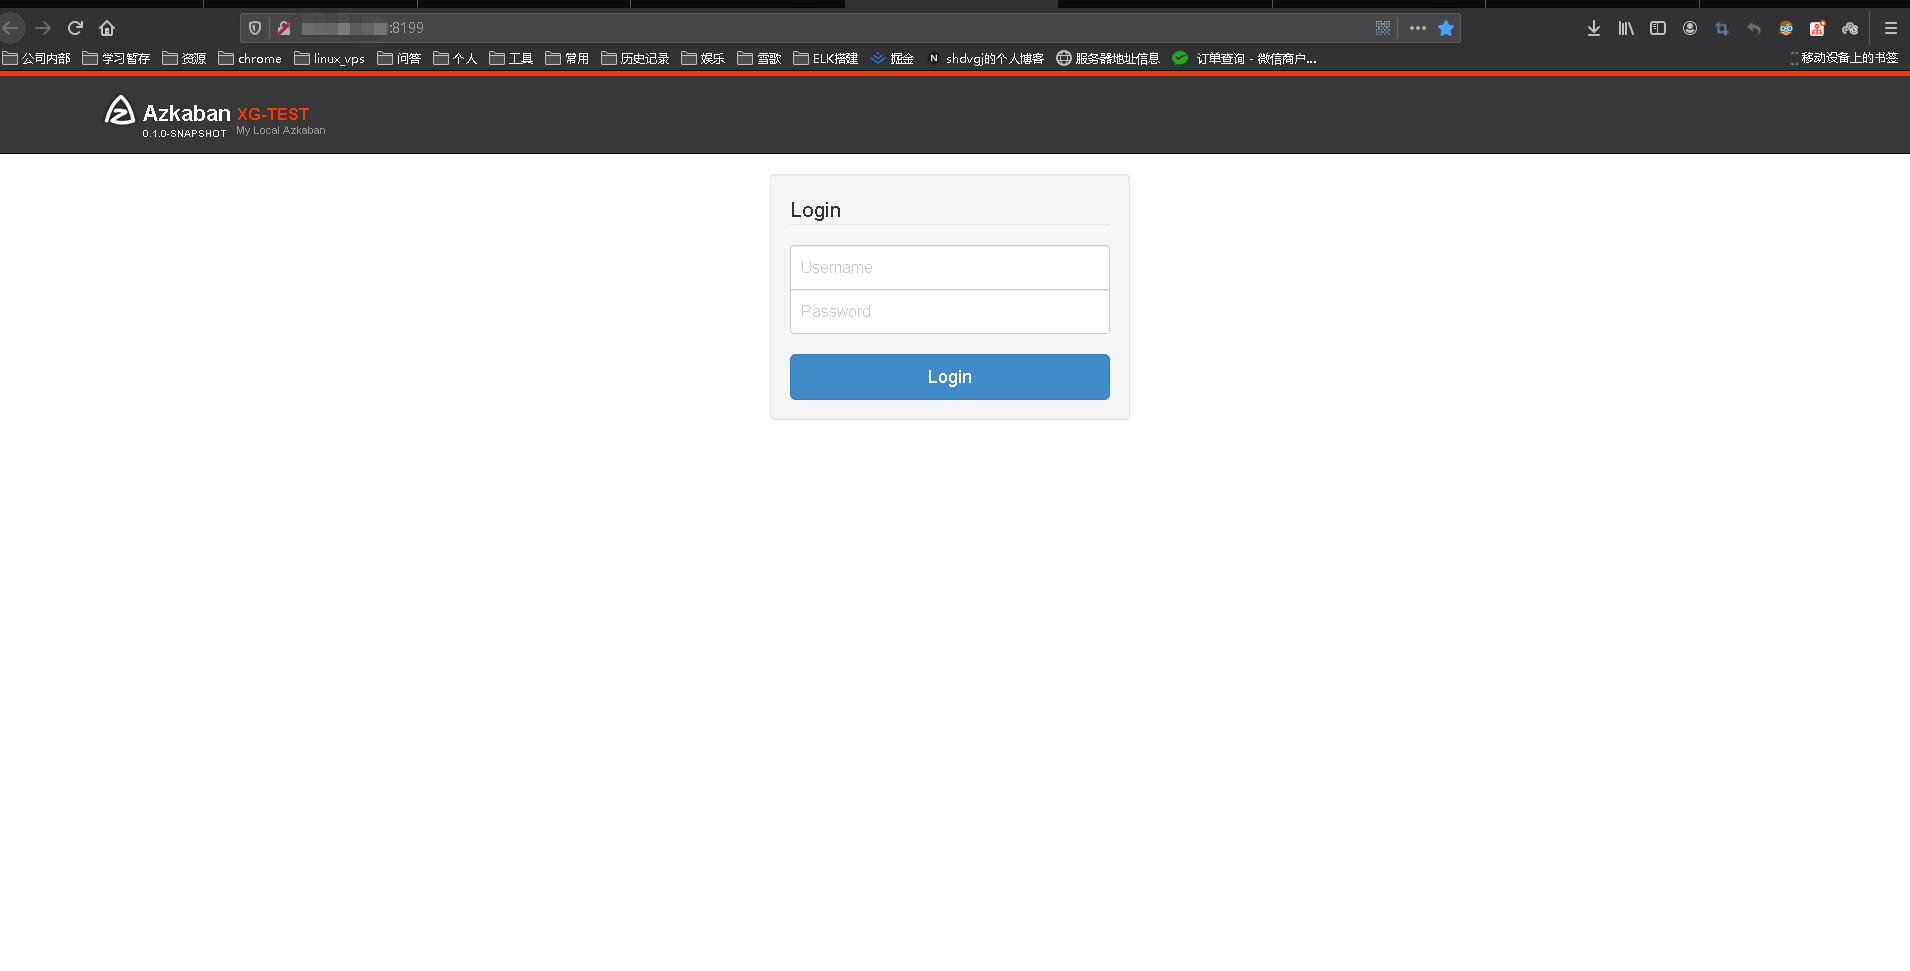 :8199
公司内部 学习暂存 资源 chrome linux_vps 问答 个人 工具 常用 历史记录 娱乐 雪歌 ELK搭建 掘金 N shdvgj的个人博客 服务器地址信息 订单查询 - 微信商户... 移动设备上的书签
Azkaban XG-TEST
0.1.0-SNAPSHOT My Local Azkaban
Login
Username
Password
Login